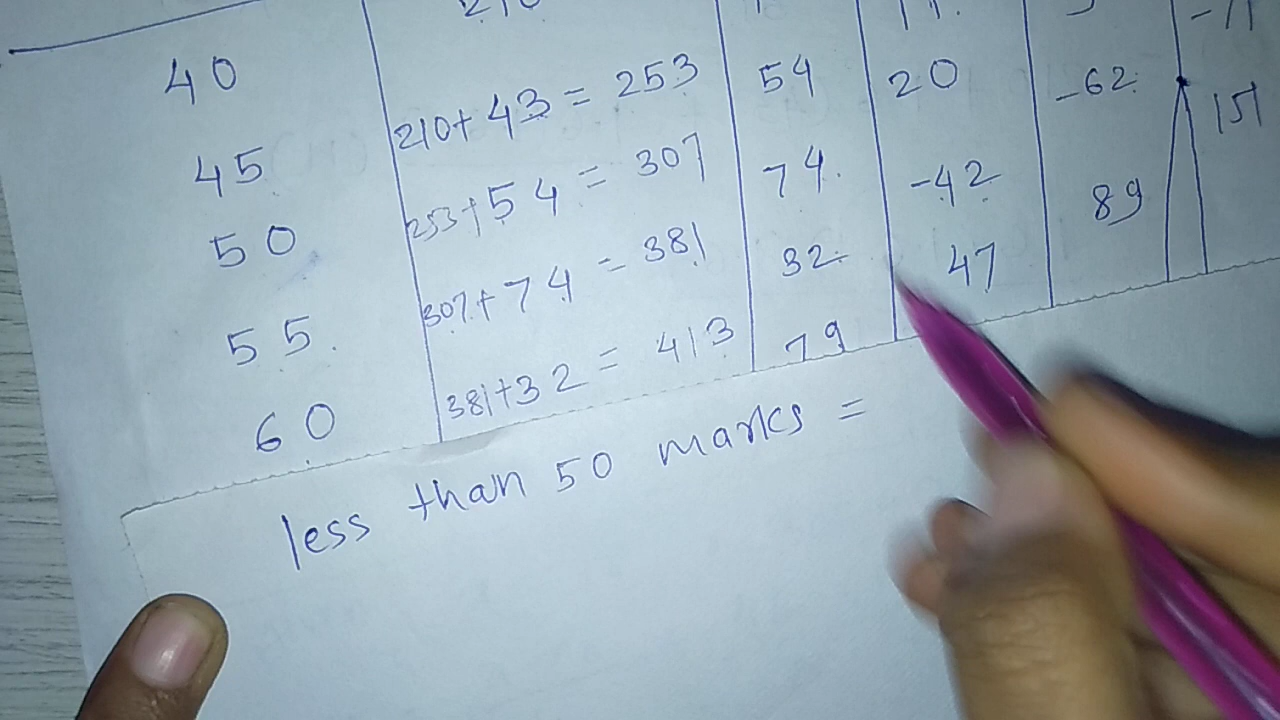 210
40 210+43=253 54 20 -62 151
45 253+54=307 74 -42 89
50 307+74=381 32 47
55 381+32=413 79
60
less than 50 marks =